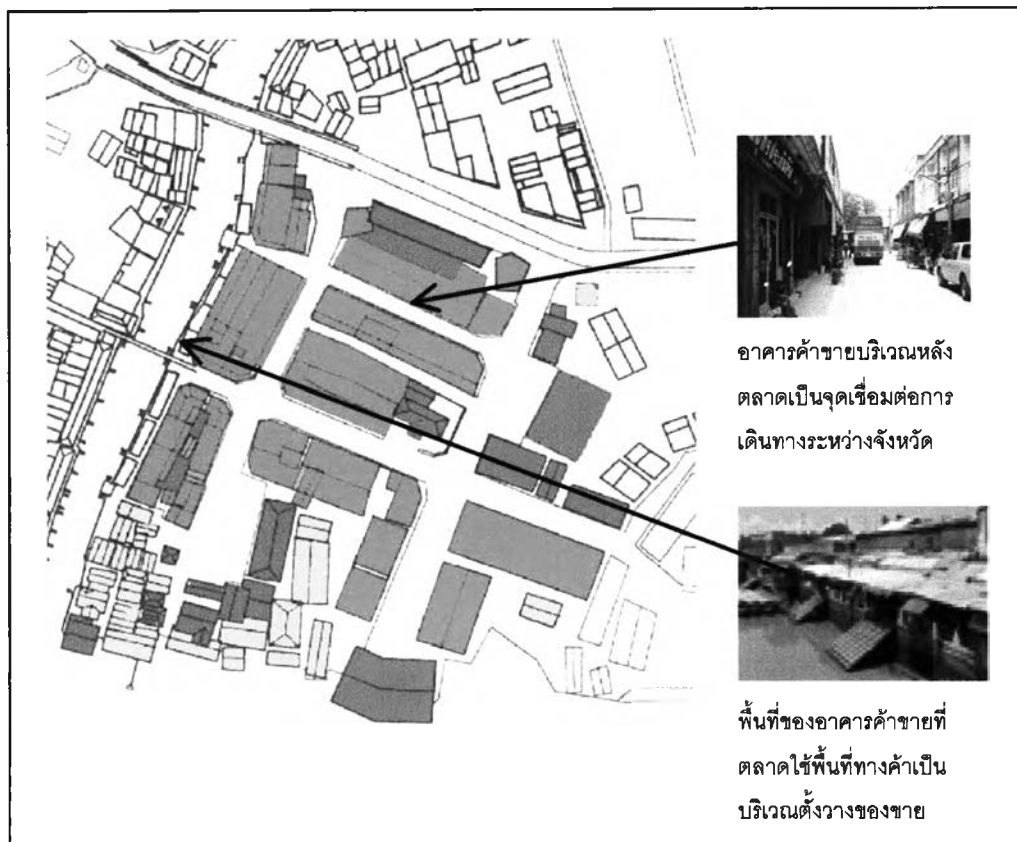 อาคารค้าขายบริเวณหลัง
ตลาดเป็นจุดเชื่อมต่อการ
เดินทางระหว่างจังหวัด
พื้นที่ของอาคารค้าขายที่
ตลาดใช้พื้นที่ทางค้าเป็น
บริเวณตั้งวางของขาย